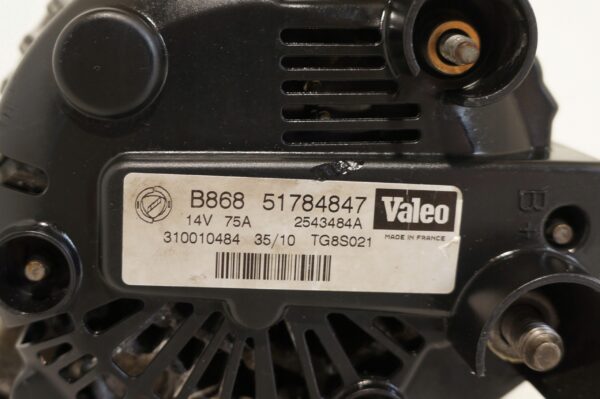 B868 51784847 Valeo
14V 75A 2543484A MADE IN FRANCE
310010484 35/10 TG8S021
B+